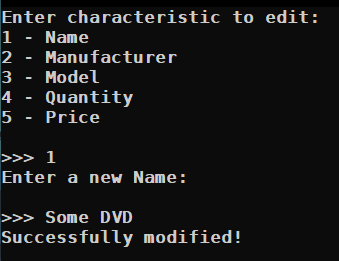 Enter characteristic to edit:
1 - Name
2 - Manufacturer
3 - Model
4 - Quantity
5 - Price
>>> 1
Enter a new Name:
>>> Some DVD
Successfully modified!